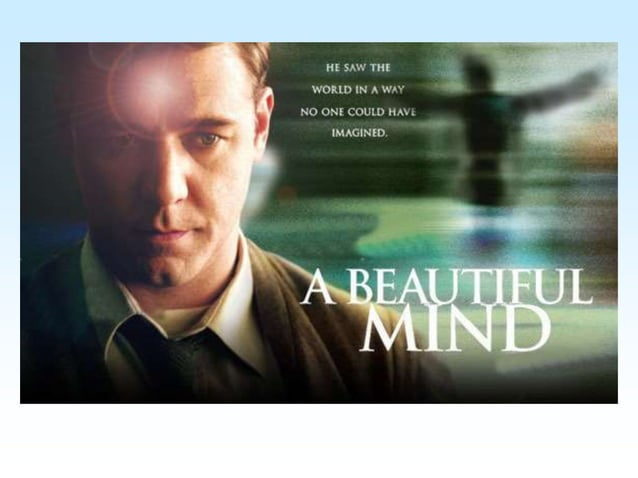 HE SAW THE
WORLD IN A WAY
NO ONE COULD HAVE
IMAGINED.
A BEAUTIFUL
MIND